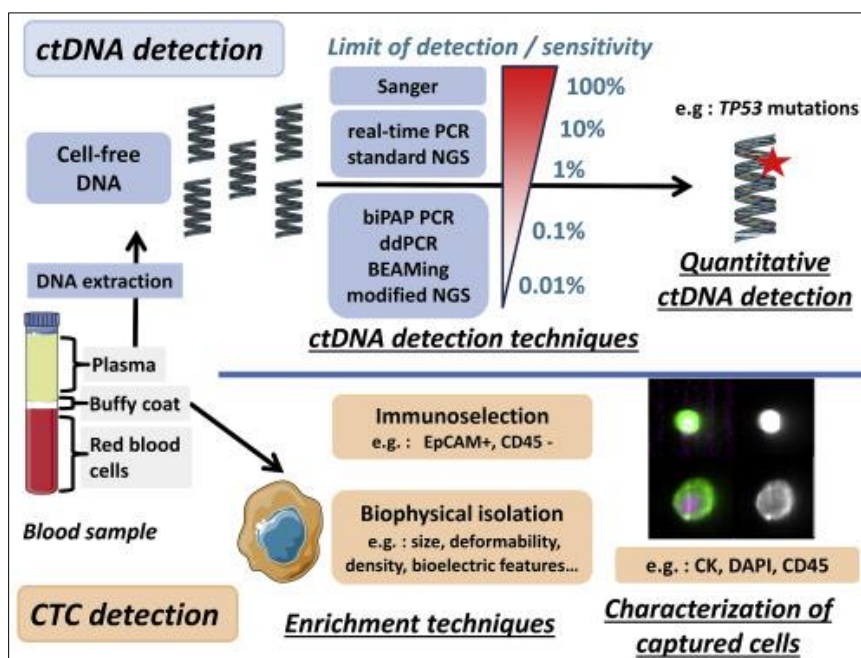 ctDNA detection
Limit of detection / sensitivity
Sanger
100%
real-time PCR
standard NGS
10%
1%
biPAP PCR
ddPCR
BEAMing
modified NGS
0.1%
0.01%
ctDNA detection techniques
e.g : TP53 mutations
Quantitative
ctDNA detection
Cell-free
DNA
DNA extraction
Plasma
Buffy coat
Red blood
cells
Blood sample
CTC detection
Immunoselection
e.g. : EpCAM+, CD45 -
Biophysical isolation
e.g. : size, deformability,
density, bioelectric features...
Enrichment techniques
e.g. : CK, DAPI, CD45
Characterization of
captured cells